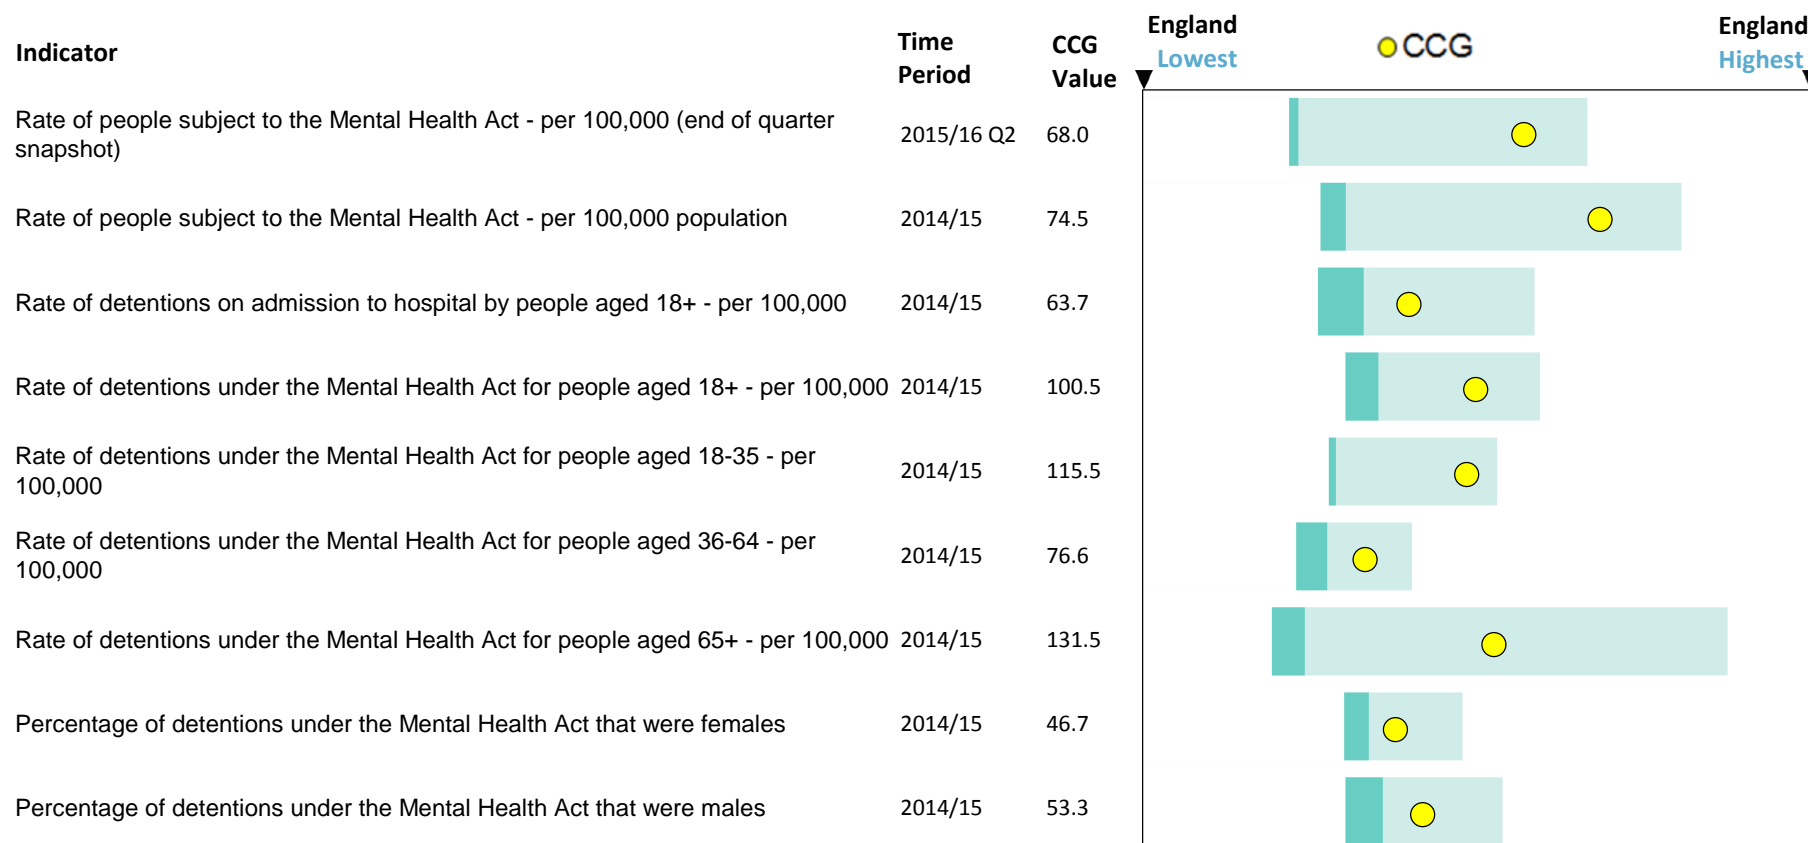 Indicator
Time
Period
CCG
Value
England
Lowest
CCG
England
Highest
Rate of people subject to the Mental Health Act - per 100,000 (end of quarter
snapshot)
2015/16 Q2
68.0
Rate of people subject to the Mental Health Act - per 100,000 population
2014/15
74.5
Rate of detentions on admission to hospital by people aged 18+ - per 100,000
2014/15
63.7
Rate of detentions under the Mental Health Act for people aged 18+ - per 100,000
2014/15
100.5
Rate of detentions under the Mental Health Act for people aged 18-35 - per
100,000
2014/15
115.5
Rate of detentions under the Mental Health Act for people aged 36-64 - per
100,000
2014/15
76.6
Rate of detentions under the Mental Health Act for people aged 65+ - per 100,000
2014/15
131.5
Percentage of detentions under the Mental Health Act that were females
2014/15
46.7
Percentage of detentions under the Mental Health Act that were males
2014/15
53.3